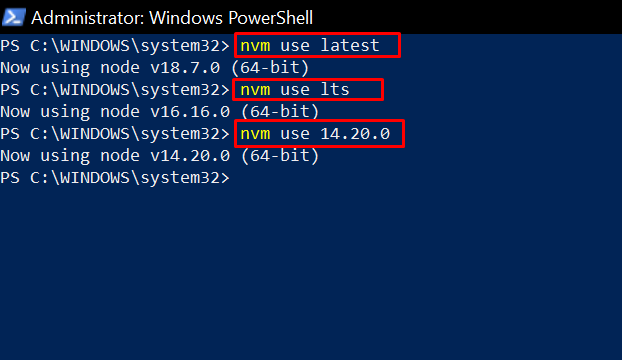 Administrator: Windows PowerShell
PS C:\WINDOWS\system32> nvm use latest
Now using node v18.7.0 (64-bit)
PS C:\WINDOWS\system32> nvm use lts
Now using node v16.16.0 (64-bit)
PS C:\WINDOWS\system32> nvm use 14.20.0
Now using node v14.20.0 (64-bit)
PS C:\WINDOWS\system32>